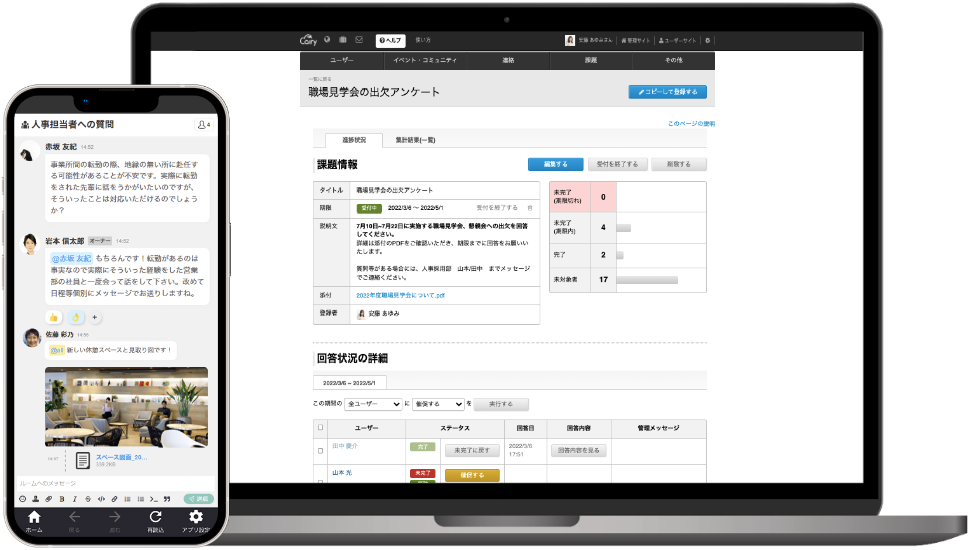 人事担当者への質問
4
赤坂 友紀 14:52
事業所間の転勤の際、地縁の無い所に赴任す
る可能性があることが不安です。実際に転勤
をされた先輩に話をうかがいたいのですが、
そういったことは対応いただけるのでしょう
か？
岩本 信太郎 オーナー 14:52
@赤坂 友紀 もちろんです！転勤があるのは
事実なので実際にそういった経験をした営業
部の社員と一度会って話をして下さい。改めて
日程等個別にメッセージでお送りしますね。
+
佐藤 彩乃 14:55
@all 新しい休憩スペースと見取り図です！
スペース図面_20...
ルームへのメッセージ
送信
ホーム
戻る
進む
再読込
アプリ設定
Cairy
ヘルプ
使い方
安藤 あゆみさん
管理サイト
ユーザーサイト
ユーザー
イベント・コミュニティ
連絡
課題
その他
一覧に戻る
職場見学会の出欠アンケート
コピーして登録する
このページの説明
進捗状況
集計結果(一覧)
課題情報
編集する
受付を終了する
削除する
タイトル 職場見学会の出欠アンケート
期限 受付中 2022/3/6 ～ 2022/5/1 受付を終了する
説明文 7月10日~7月22日に実施する職場見学会、懇親会への出欠を回答
してください。
詳細は添付のPDFをご確認いただき、期限までに回答をお願いい
たします。
質問等がある場合には、人事採用部 山本/田中 までメッセージ
でご連絡ください。
添付 2022年度職場見学会について.pdf
登録者 安藤 あゆみ
未完了
(期限切れ) 0
未完了
(期限内) 4
完了 2
未対象者 17
回答状況の詳細
2022/3/6 ~ 2022/5/1
この期間の 全ユーザー に 催促する を 実行する
ユーザー ステータス 回答日 回答内容 管理メッセージ
田中 慶介 完了 未完了に戻す 2022/3/6
17:51 回答内容を見る
山本 光 未完了 催促する